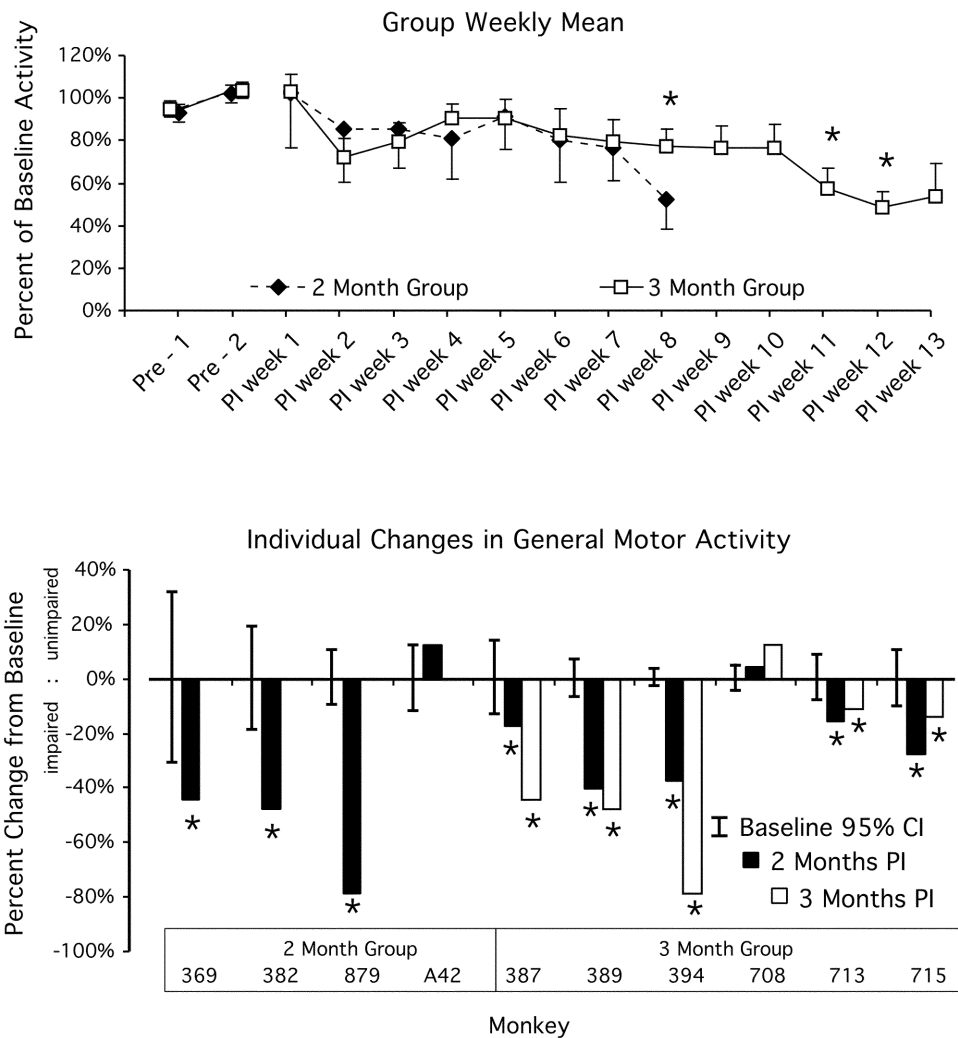 Group Weekly Mean
Percent of Baseline Activity
120%
100%
80%
60%
40%
20%
0%
*
*
*
2 Month Group
3 Month Group
Pre - 1
Pre - 2
PI week 1
PI week 2
PI week 3
PI week 4
PI week 5
PI week 6
PI week 7
PI week 8
PI week 9
PI week 10
PI week 11
PI week 12
PI week 13
Individual Changes in General Motor Activity
Percent Change from Baseline
impaired : unimpaired
40%
20%
0%
-20%
-40%
-60%
-80%
-100%
* * * * * * * * * * * * *
Baseline 95% CI
2 Months PI
3 Months PI
2 Month Group 3 Month Group
369 382 879 A42 387 389 394 708 713 715
Monkey